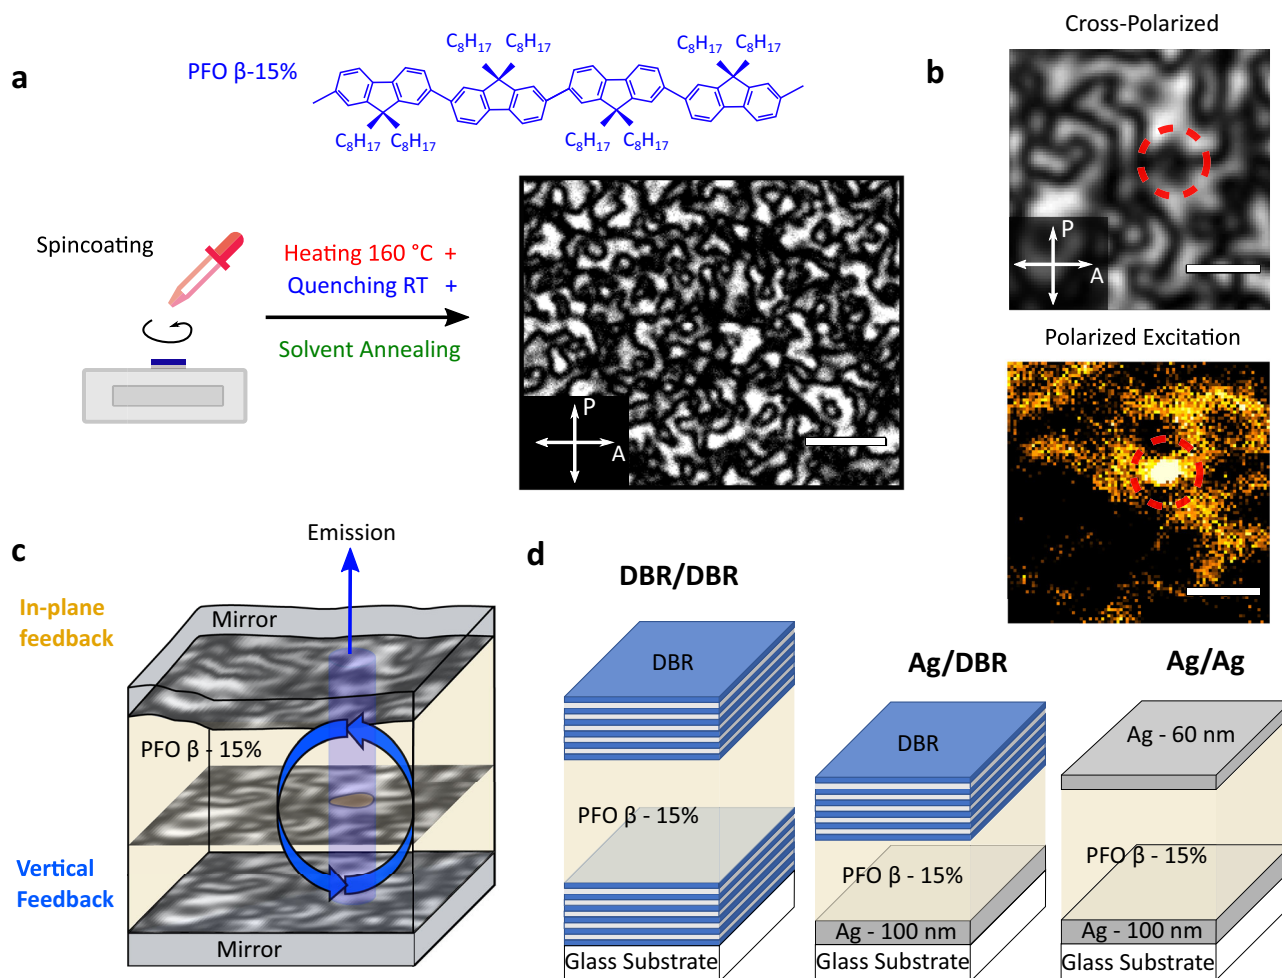 a
PFO β-15%
C8H17
C8H17
C8H17
C8H17
C8H17
C8H17
C8H17
C8H17
Spincoating
Heating 160 °C +
Quenching RT +
Solvent Annealing
P
A
b
Cross-Polarized
P
A
Polarized Excitation
c
Emission
In-plane
feedback
Mirror
PFO β - 15%
Vertical
Feedback
Mirror
d
DBR/DBR
DBR
PFO β - 15%
Glass Substrate
Ag/DBR
DBR
PFO β - 15%
Ag - 100 nm
Glass Substrate
Ag/Ag
Ag - 60 nm
PFO β - 15%
Ag - 100 nm
Glass Substrate